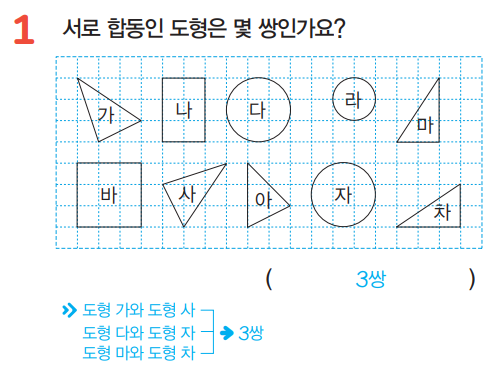 1 서로 합동인 도형은 몇 쌍인가요?
가 나 다 라 마
바 사 아 자 차
( 3쌍 )
도형 가와 도형 사
도형 다와 도형 자 3쌍
도형 마와 도형 차